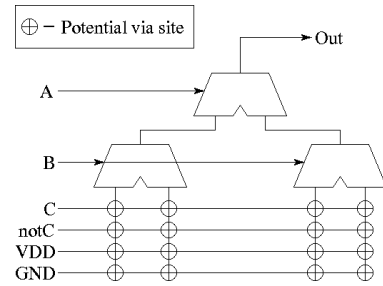 – Potential via site
Out
A
B
C
notC
VDD
GND